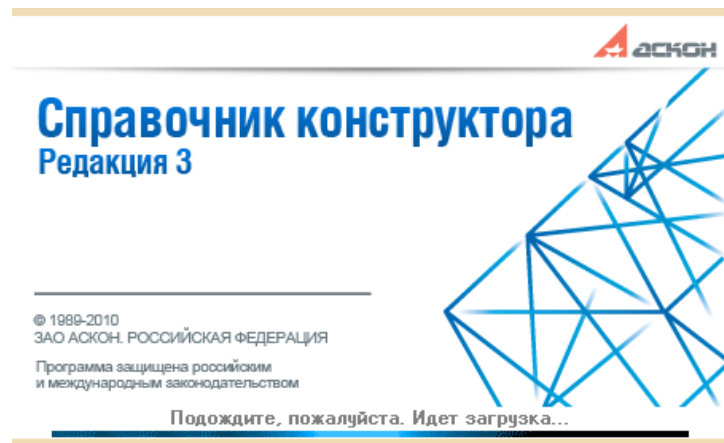 АСКОН
Справочник конструктора
Редакция 3
© 1989-2010
ЗАО АСКОН. РОССИЙСКАЯ ФЕДЕРАЦИЯ
Программа защищена российским
и международным законодательством
Подождите, пожалуйста. Идет загрузка...